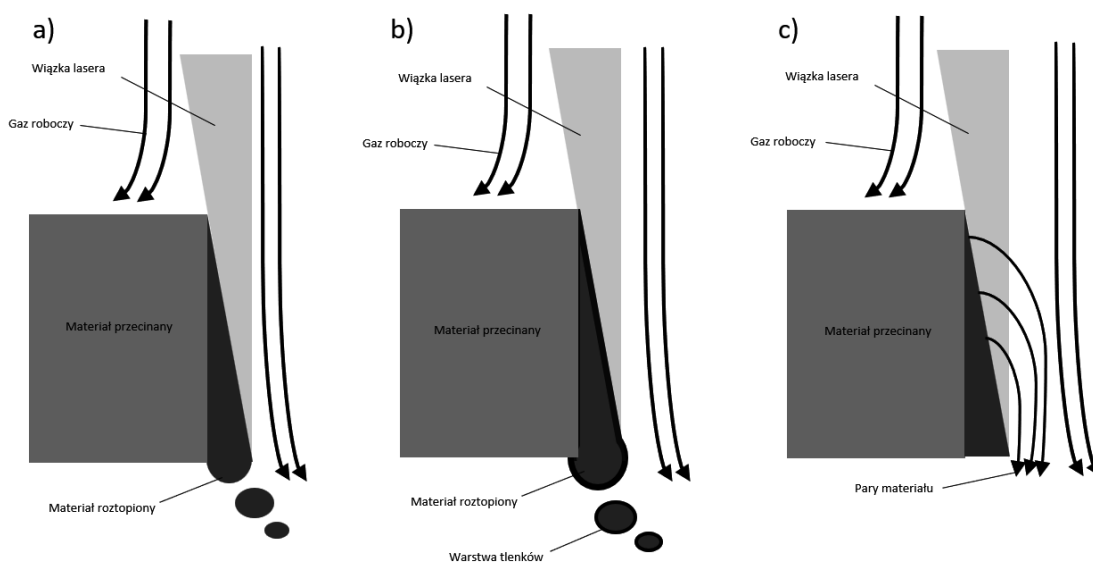 a)
Wiązka lasera
Gaz roboczy
Materiał przecinany
Materiał roztopiony
b)
Wiązka lasera
Gaz roboczy
Materiał przecinany
Materiał roztopiony
Warstwa tlenków
c)
Wiązka lasera
Gaz roboczy
Materiał przecinany
Pary materiału